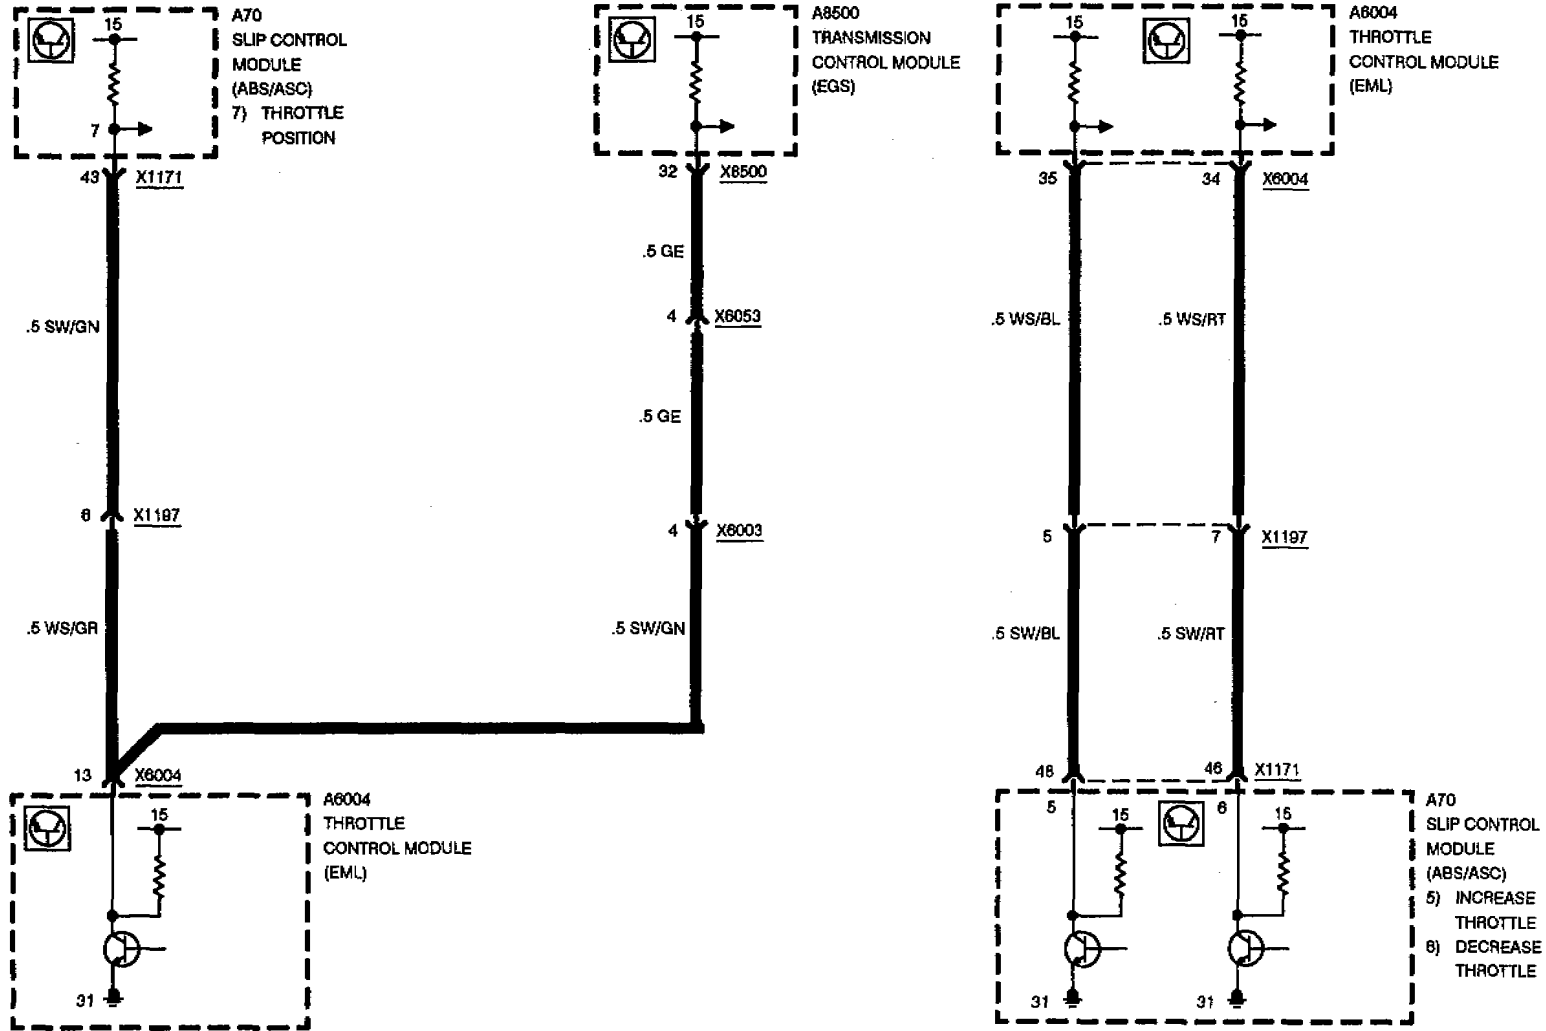 15
A70
SLIP CONTROL
MODULE
(ABS/ASC)
7) THROTTLE
POSITION
7
43 X1171
.5 SW/GN
6 X1197
.5 WS/GR
13 X6004
A6004
THROTTLE
CONTROL MODULE
(EML)
15
31
15
A8500
TRANSMISSION
CONTROL MODULE
(EGS)
32 X8500
.5 GE
4 X6053
.5 GE
4 X6003
.5 SW/GN
15
15
A6004
THROTTLE
CONTROL MODULE
(EML)
35
34 X6004
.5 WS/BL
.5 WS/RT
5
7 X1197
.5 SW/BL
.5 SW/RT
48
46 X1171
5
15
6
15
A70
SLIP CONTROL
MODULE
(ABS/ASC)
5) INCREASE
THROTTLE
6) DECREASE
THROTTLE
31
31